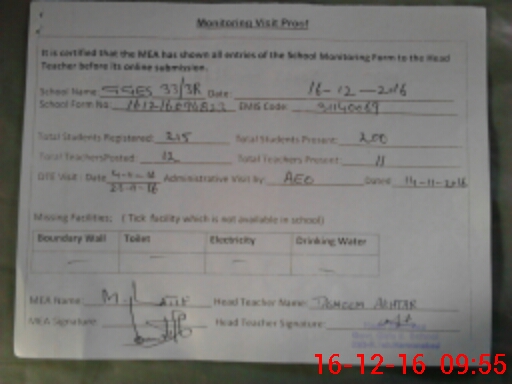 Monitoring Visit Proof
It is certified that the MEA has shown all entries of the School Monitoring Form to the Head
Teacher before its online submission.
School Name: GGES 33/3R Date: 16-12-2016
School Form No: EMIS Code:
Total Students Registered: 215 Total Students Present: 200
Total Teachers Posted: 12 Total Teachers Present: 11
DTE Visit : Date Administrative Visit by: AEO Dated: 14-11-2016
Missing Facilities: ( Tick facility which is not available in school)
Boundary Wall Toilet Electricity Drinking Water
— — — —
MEA Name: Head Teacher Name: AKHTAR
MEA Signature: Head Teacher Signature:
16-12-16 09:55